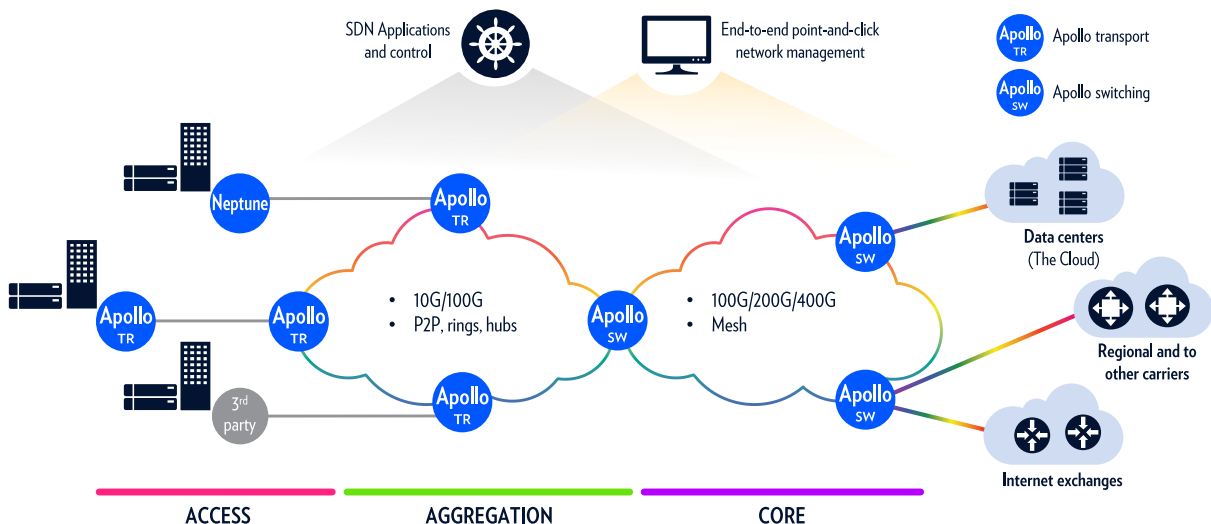 SDN Applications
and control
End-to-end point-and-click
network management
Apollo
TR
Apollo transport
Apollo
SW
Apollo switching
Neptune
Apollo
TR
Apollo
SW
Data centers
(The Cloud)
Apollo
TR
Apollo
TR
• 10G/100G
• P2P, rings, hubs
Apollo
SW
• 100G/200G/400G
• Mesh
Regional and to
other carriers
3rd
party
Apollo
TR
Apollo
SW
Internet exchanges
ACCESS
AGGREGATION
CORE